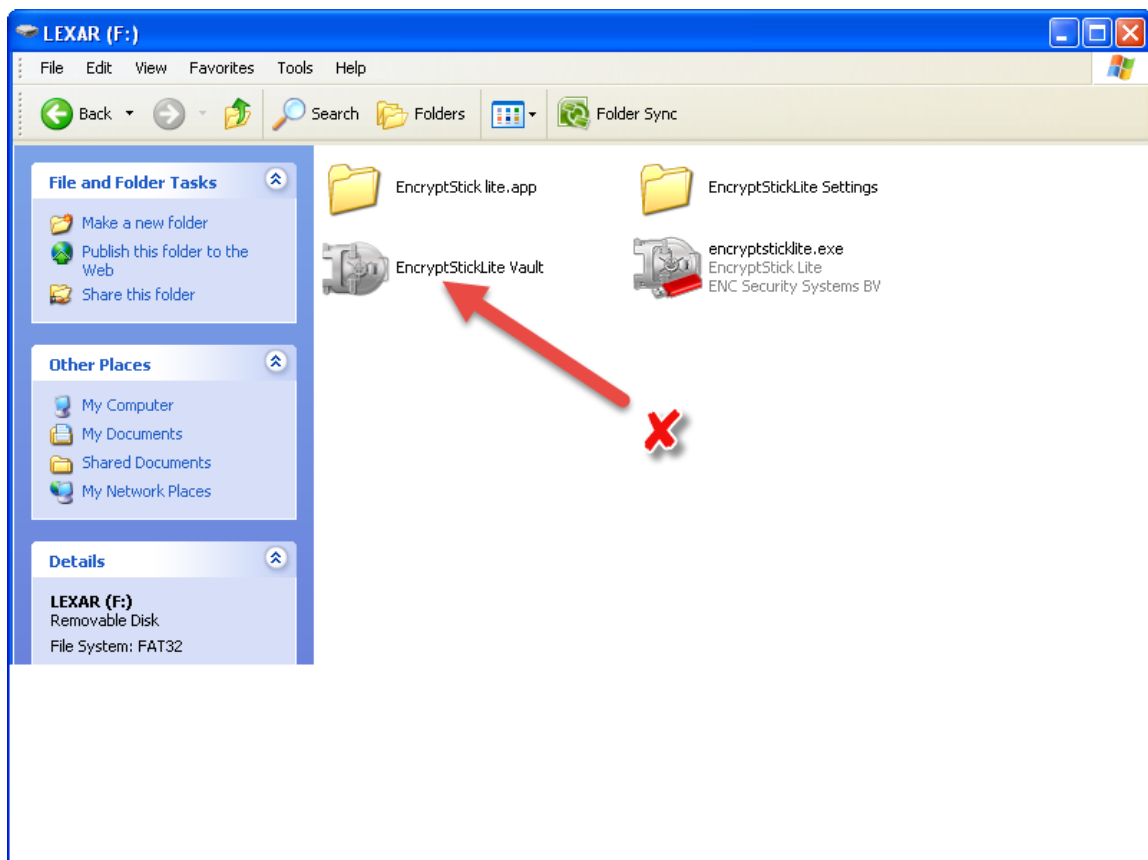 LEXAR (F:)
File Edit View Favorites Tools Help
Back Search Folders Folder Sync
File and Folder Tasks
Make a new folder
Publish this folder to the
Web
Share this folder
Other Places
My Computer
My Documents
Shared Documents
My Network Places
Details
LEXAR (F:)
Removable Disk
File System: FAT32
EncryptStick lite.app
EncryptStickLite Settings
EncryptStickLite Vault
encryptsticklite.exe
EncryptStick Lite
ENC Security Systems BV